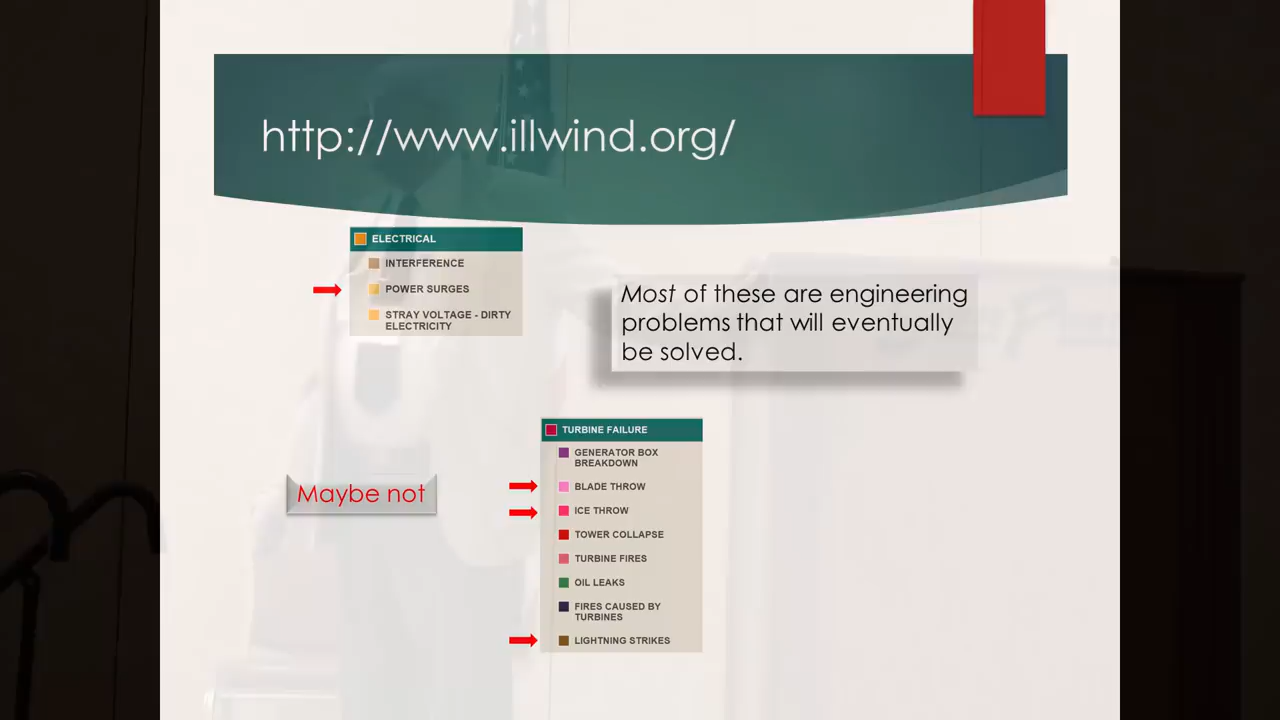 http://www.illwind.org/
ELECTRICAL
INTERFERENCE
POWER SURGES
STRAY VOLTAGE - DIRTY
ELECTRICITY
Most of these are engineering
problems that will eventually
be solved.
Maybe not
TURBINE FAILURE
GENERATOR BOX
BREAKDOWN
BLADE THROW
ICE THROW
TOWER COLLAPSE
TURBINE FIRES
OIL LEAKS
FIRES CAUSED BY
TURBINES
LIGHTNING STRIKES